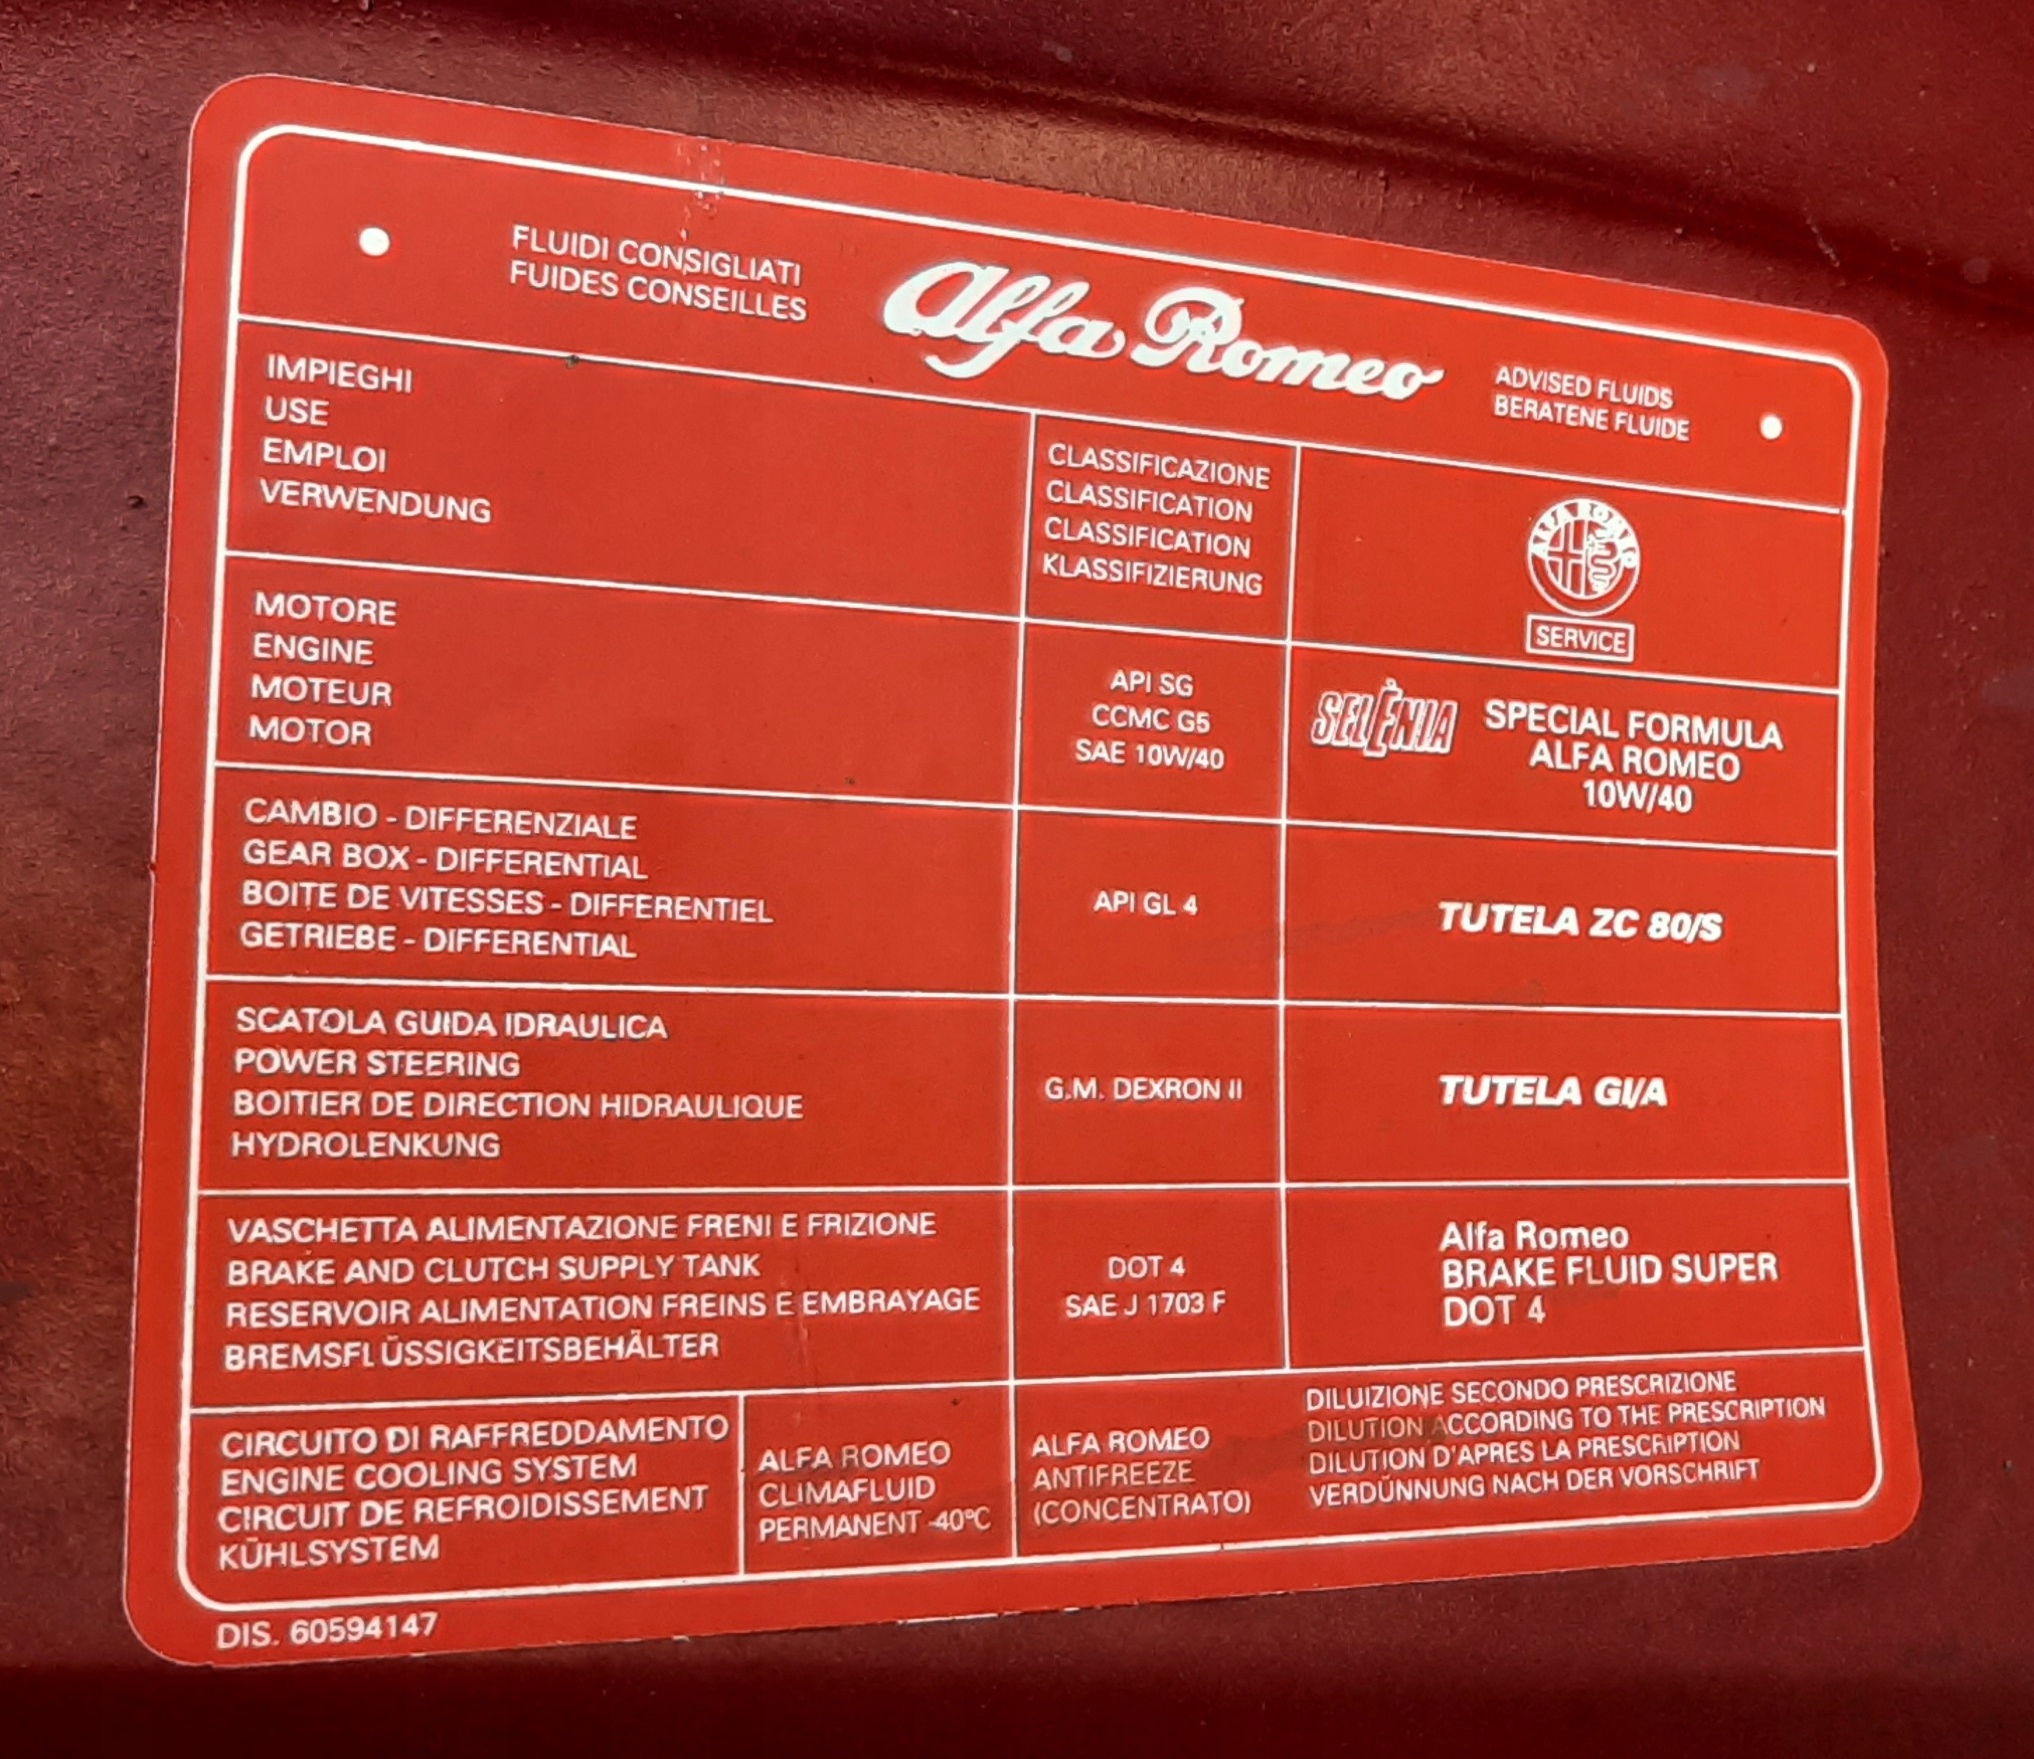 FLUIDI CONSIGLIATI
FUIDES CONSEILLES
Alfa Romeo
ADVISED FLUIDS
BERATENE FLUIDE
IMPIEGHI
USE
EMPLOI
VERWENDUNG
CLASSIFICAZIONE
CLASSIFICATION
CLASSIFICATION
KLASSIFIZIERUNG
ALFA ROMEO
SERVICE
MOTORE
ENGINE
MOTEUR
MOTOR
API SG
CCMC G5
SAE 10W/40
SELÈNIA
SPECIAL FORMULA
ALFA ROMEO
10W/40
CAMBIO - DIFFERENZIALE
GEAR BOX - DIFFERENTIAL
BOITE DE VITESSES - DIFFERENTIEL
GETRIEBE - DIFFERENTIAL
API GL 4
TUTELA ZC 80/S
SCATOLA GUIDA IDRAULICA
POWER STEERING
BOITIER DE DIRECTION HIDRAULIQUE
HYDROLENKUNG
G.M. DEXRON II
TUTELA GI/A
VASCHETTA ALIMENTAZIONE FRENI E FRIZIONE
BRAKE AND CLUTCH SUPPLY TANK
RESERVOIR ALIMENTATION FREINS E EMBRAYAGE
BREMSFLÜSSIGKEITSBEHÄLTER
DOT 4
SAE J 1703 F
Alfa Romeo
BRAKE FLUID SUPER
DOT 4
CIRCUITO DI RAFFREDDAMENTO
ENGINE COOLING SYSTEM
CIRCUIT DE REFROIDISSEMENT
KÜHLSYSTEM
ALFA ROMEO
CLIMAFLUID
PERMANENT -40°C
ALFA ROMEO
ANTIFREEZE
(CONCENTRATO)
DILUIZIONE SECONDO PRESCRIZIONE
DILUTION ACCORDING TO THE PRESCRIPTION
DILUTION D'APRES LA PRESCRIPTION
VERDÜNNUNG NACH DER VORSCHRIFT
DIS. 60594147